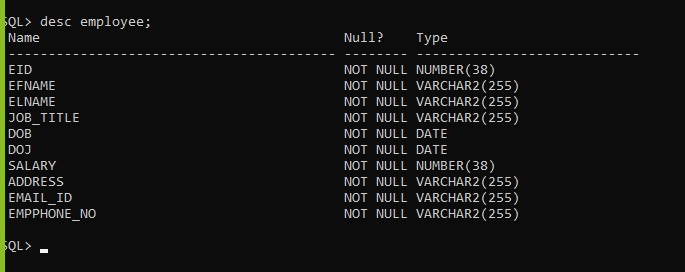 SQL> desc employee;
Name                                      Null?    Type
----------------------------------------- -------- ----------------------------
EID                                       NOT NULL NUMBER(38)
EFNAME                                    NOT NULL VARCHAR2(255)
ELNAME                                    NOT NULL VARCHAR2(255)
JOB_TITLE                                 NOT NULL VARCHAR2(255)
DOB                                       NOT NULL DATE
DOJ                                       NOT NULL DATE
SALARY                                    NOT NULL NUMBER(38)
ADDRESS                                   NOT NULL VARCHAR2(255)
EMAIL_ID                                  NOT NULL VARCHAR2(255)
EMPPHONE_NO                               NOT NULL VARCHAR2(255)
SQL>